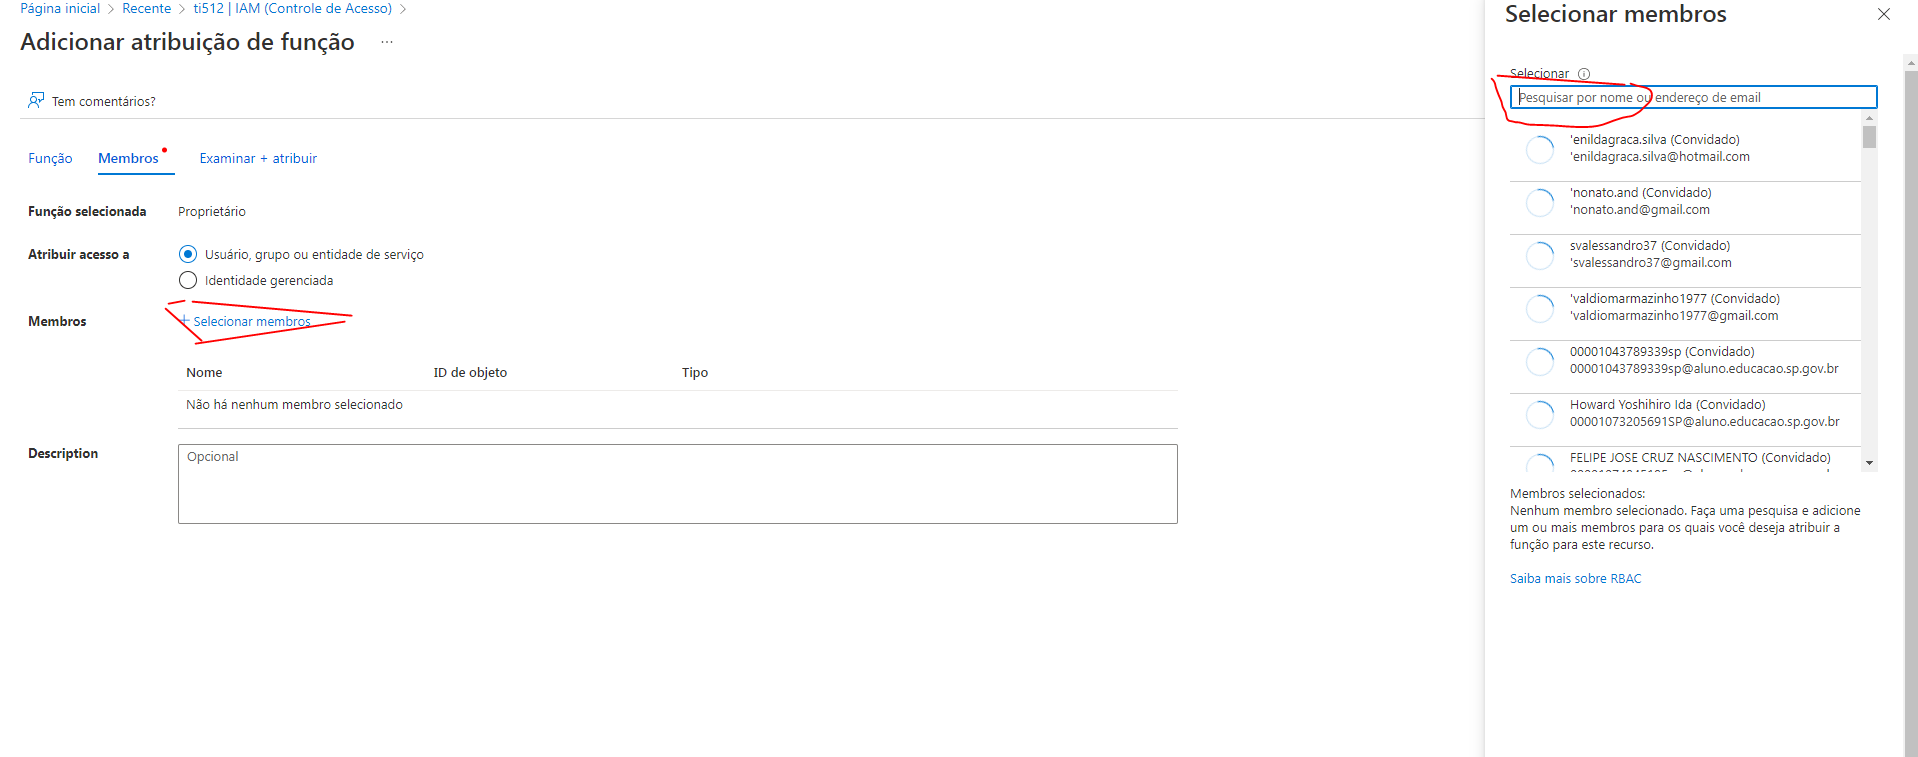 Página inicial > Recente > ti512 | IAM (Controle de Acesso) >
Adicionar atribuição de função ...
Tem comentários?
Função Membros Examinar + atribuir
Função selecionada Proprietário
Atribuir acesso a Usuário, grupo ou entidade de serviço
Identidade gerenciada
Membros + Selecionar membros
Nome ID de objeto Tipo
Não há nenhum membro selecionado
Description Opcional
Selecionar membros
Selecionar
Pesquisar por nome ou endereço de email
'enildagraca.silva (Convidado)
'enildagraca.silva@hotmail.com
'nonato.and (Convidado)
'nonato.and@gmail.com
svalessandro37 (Convidado)
'svalessandro37@gmail.com
'valdiomarmazinho1977 (Convidado)
'valdiomarmazinho1977@gmail.com
00001043789339sp (Convidado)
00001043789339sp@aluno.educacao.sp.gov.br
Howard Yoshihiro Ida (Convidado)
00001073205691SP@aluno.educacao.sp.gov.br
FELIPE JOSE CRUZ NASCIMENTO (Convidado)
Membros selecionados:
Nenhum membro selecionado. Faça uma pesquisa e adicione
um ou mais membros para os quais você deseja atribuir a
função para este recurso.
Saiba mais sobre RBAC